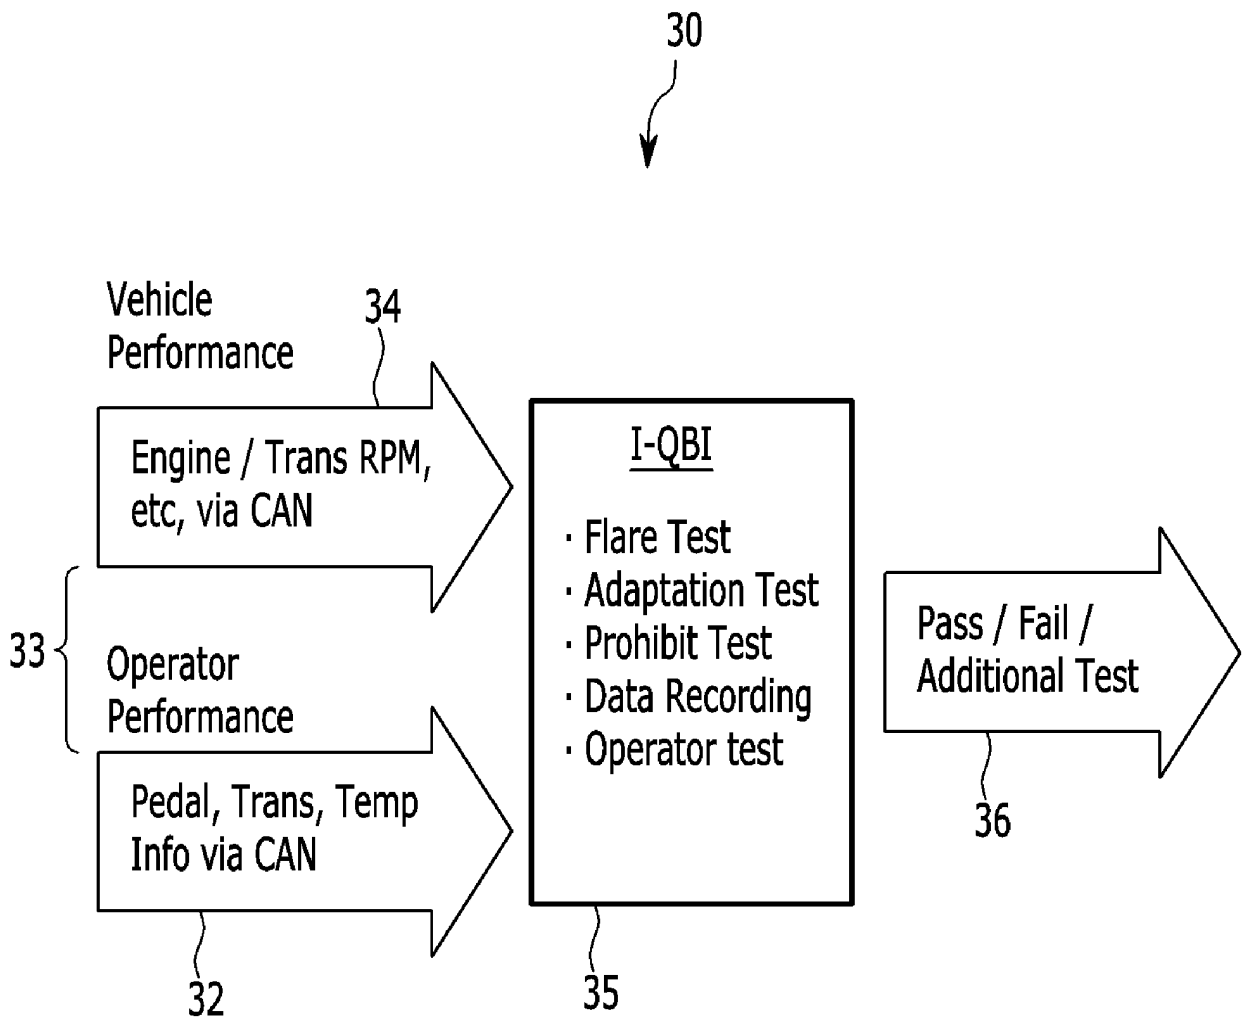 30
Vehicle
Performance
34
Engine / Trans RPM,
etc, via CAN
33
Operator
Performance
Pedal, Trans, Temp
Info via CAN
32
I-QBI
· Flare Test
· Adaptation Test
· Prohibit Test
· Data Recording
· Operator test
35
Pass / Fail /
Additional Test
36